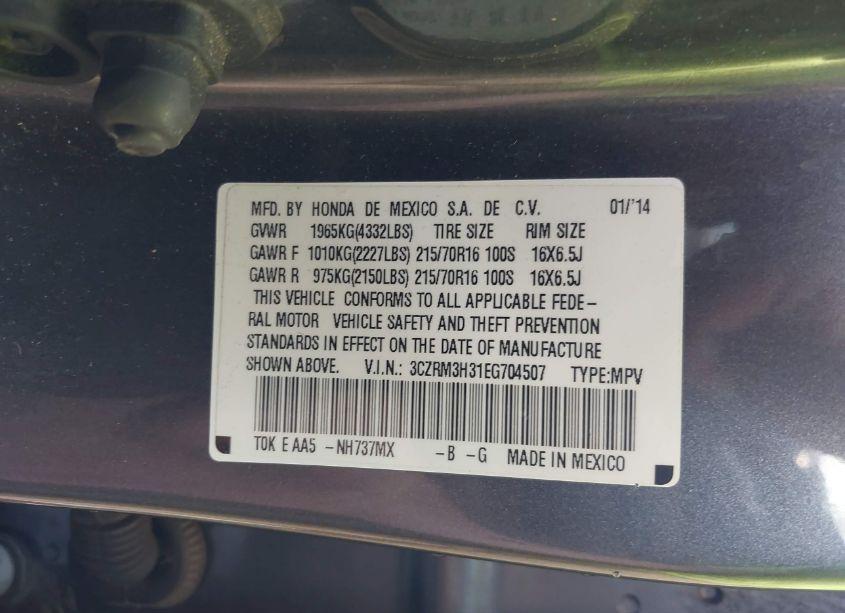 MFD. BY HONDA DE MEXICO S.A. DE C.V. 01/'14
GVWR 1965KG(4332LBS) TIRE SIZE RIM SIZE
GAWR F 1010KG(2227LBS) 215/70R16 100S 16X6.5J
GAWR R 975KG(2150LBS) 215/70R16 100S 16X6.5J
THIS VEHICLE CONFORMS TO ALL APPLICABLE FEDE-
RAL MOTOR VEHICLE SAFETY AND THEFT PREVENTION
STANDARDS IN EFFECT ON THE DATE OF MANUFACTURE
SHOWN ABOVE. V.I.N.: 3CZRM3H31EG704507 TYPE:MPV
T0K E AA5 -NH737MX -B -G MADE IN MEXICO